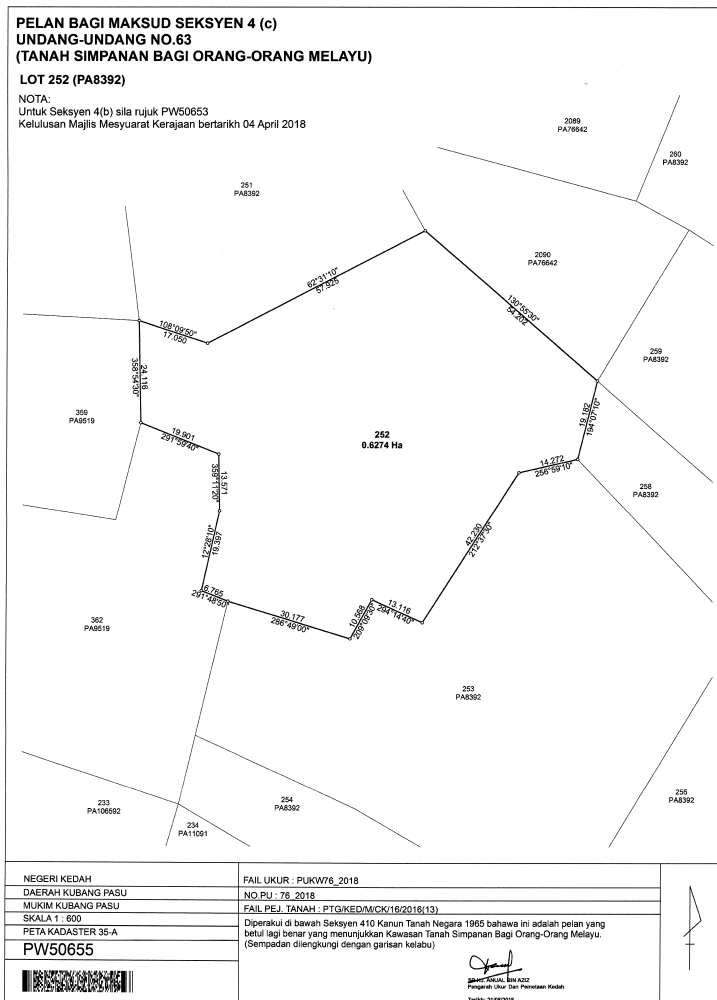 PELAN BAGI MAKSUD SEKSYEN 4 (c)
UNDANG-UNDANG NO.63
(TANAH SIMPANAN BAGI ORANG-ORANG MELAYU)
LOT 252 (PA8392)
NOTA:
Untuk Seksyen 4(b) sila rujuk PW50653
Kelulusan Majlis Mesyuarat Kerajaan bertarikh 04 April 2018
2089
PA76642
260
PA8392
251
PA8392
2090
PA76642
62°31'10"
57.925
130°55'30"
54.202
108°09'50"
17.050
259
PA8392
24.116
358°54'30"
19.182
194°07'10"
359
PA9519
19.901
291°59'40"
252
0.6274 Ha
14.272
256°59'10"
13.571
359°11'20"
258
PA8392
42.230
212°37'30"
12°28'10"
19.397
6.765
291°48'50"
30.177
286°49'00"
10.568
209°09'30"
13.116
294°14'40"
362
PA9519
253
PA8392
233
PA106592
234
PA11091
254
PA8392
256
PA8392
NEGERI KEDAH
DAERAH KUBANG PASU
MUKIM KUBANG PASU
SKALA 1 : 600
PETA KADASTER 35-A
PW50655
FAIL UKUR : PUKW76_2018
NO.PU : 76_2018
FAIL PEJ. TANAH : PTG/KED/M/CK/16/2016(13)
Diperakui di bawah Seksyen 410 Kanun Tanah Negara 1965 bahawa ini adalah pelan yang
betul lagi benar yang menunjukkan Kawasan Tanah Simpanan Bagi Orang-Orang Melayu.
(Sempadan dilengkungi dengan garisan kelabu)
ANUAL BIN AZIZ
Pengarah Ukur Dan Pemetaan Kedah